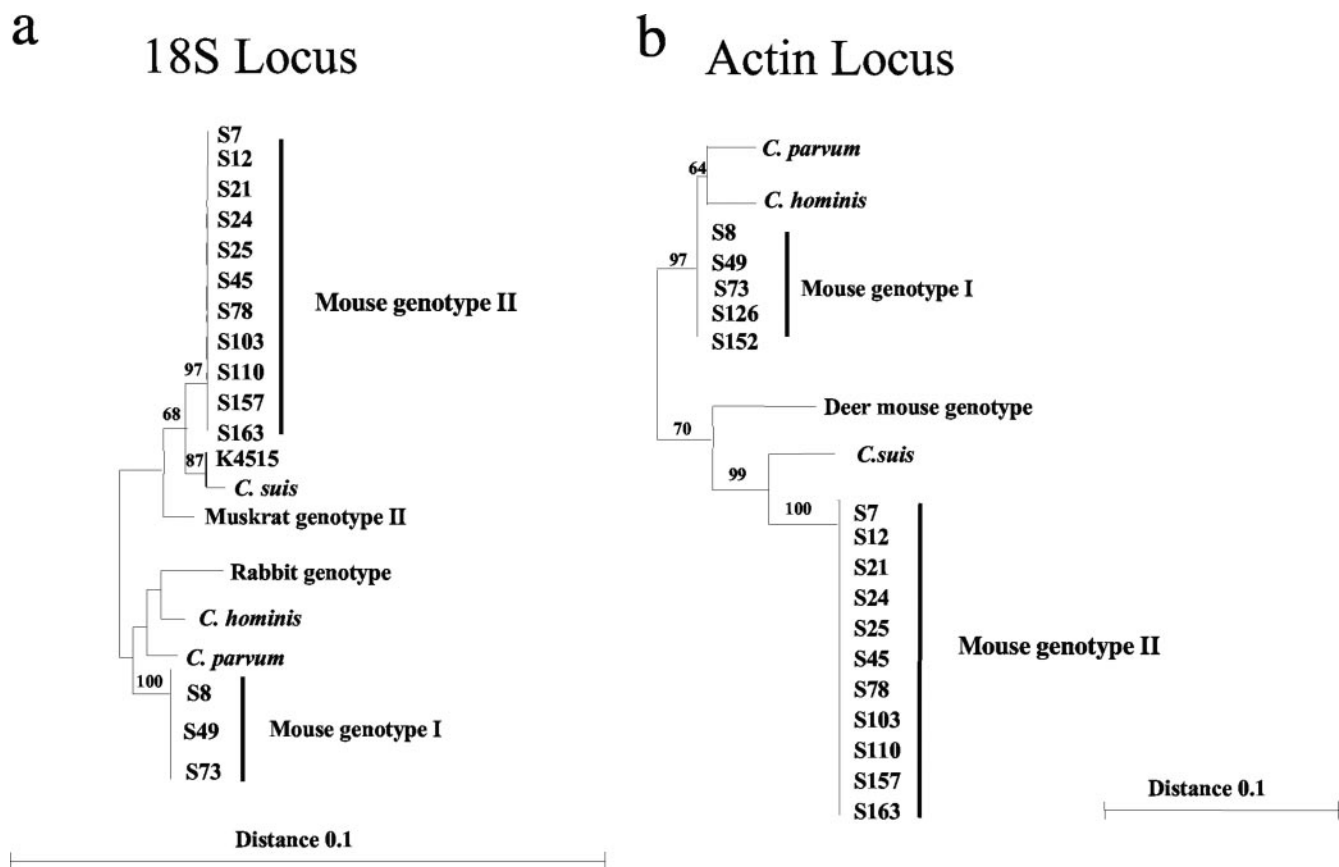 a
18S Locus
S7
S12
S21
S24
S25
S45
S78
S103
S110
S157
S163
Mouse genotype II
97
68
87
K4515
C. suis
Muskrat genotype II
Rabbit genotype
C. hominis
C. parvum
100
S8
S49
S73
Mouse genotype I
Distance 0.1
b
Actin Locus
C. parvum
64
C. hominis
S8
S49
S73
S126
S152
Mouse genotype I
97
Deer mouse genotype
70
C.suis
99
100
S7
S12
S21
S24
S25
S45
S78
S103
S110
S157
S163
Mouse genotype II
Distance 0.1